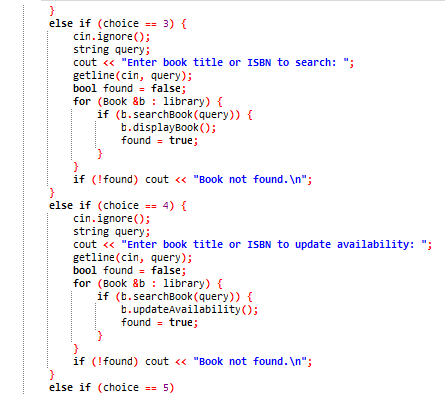 }
else if (choice == 3) {
cin.ignore();
string query;
cout << "Enter book title or ISBN to search: ";
getline(cin, query);
bool found = false;
for (Book &b : library) {
if (b.searchBook(query)) {
b.displayBook();
found = true;
}
}
if (!found) cout << "Book not found.\n";
}
else if (choice == 4) {
cin.ignore();
string query;
cout << "Enter book title or ISBN to update availability: ";
getline(cin, query);
bool found = false;
for (Book &b : library) {
if (b.searchBook(query)) {
b.updateAvailability();
found = true;
}
}
if (!found) cout << "Book not found.\n";
}
else if (choice == 5)